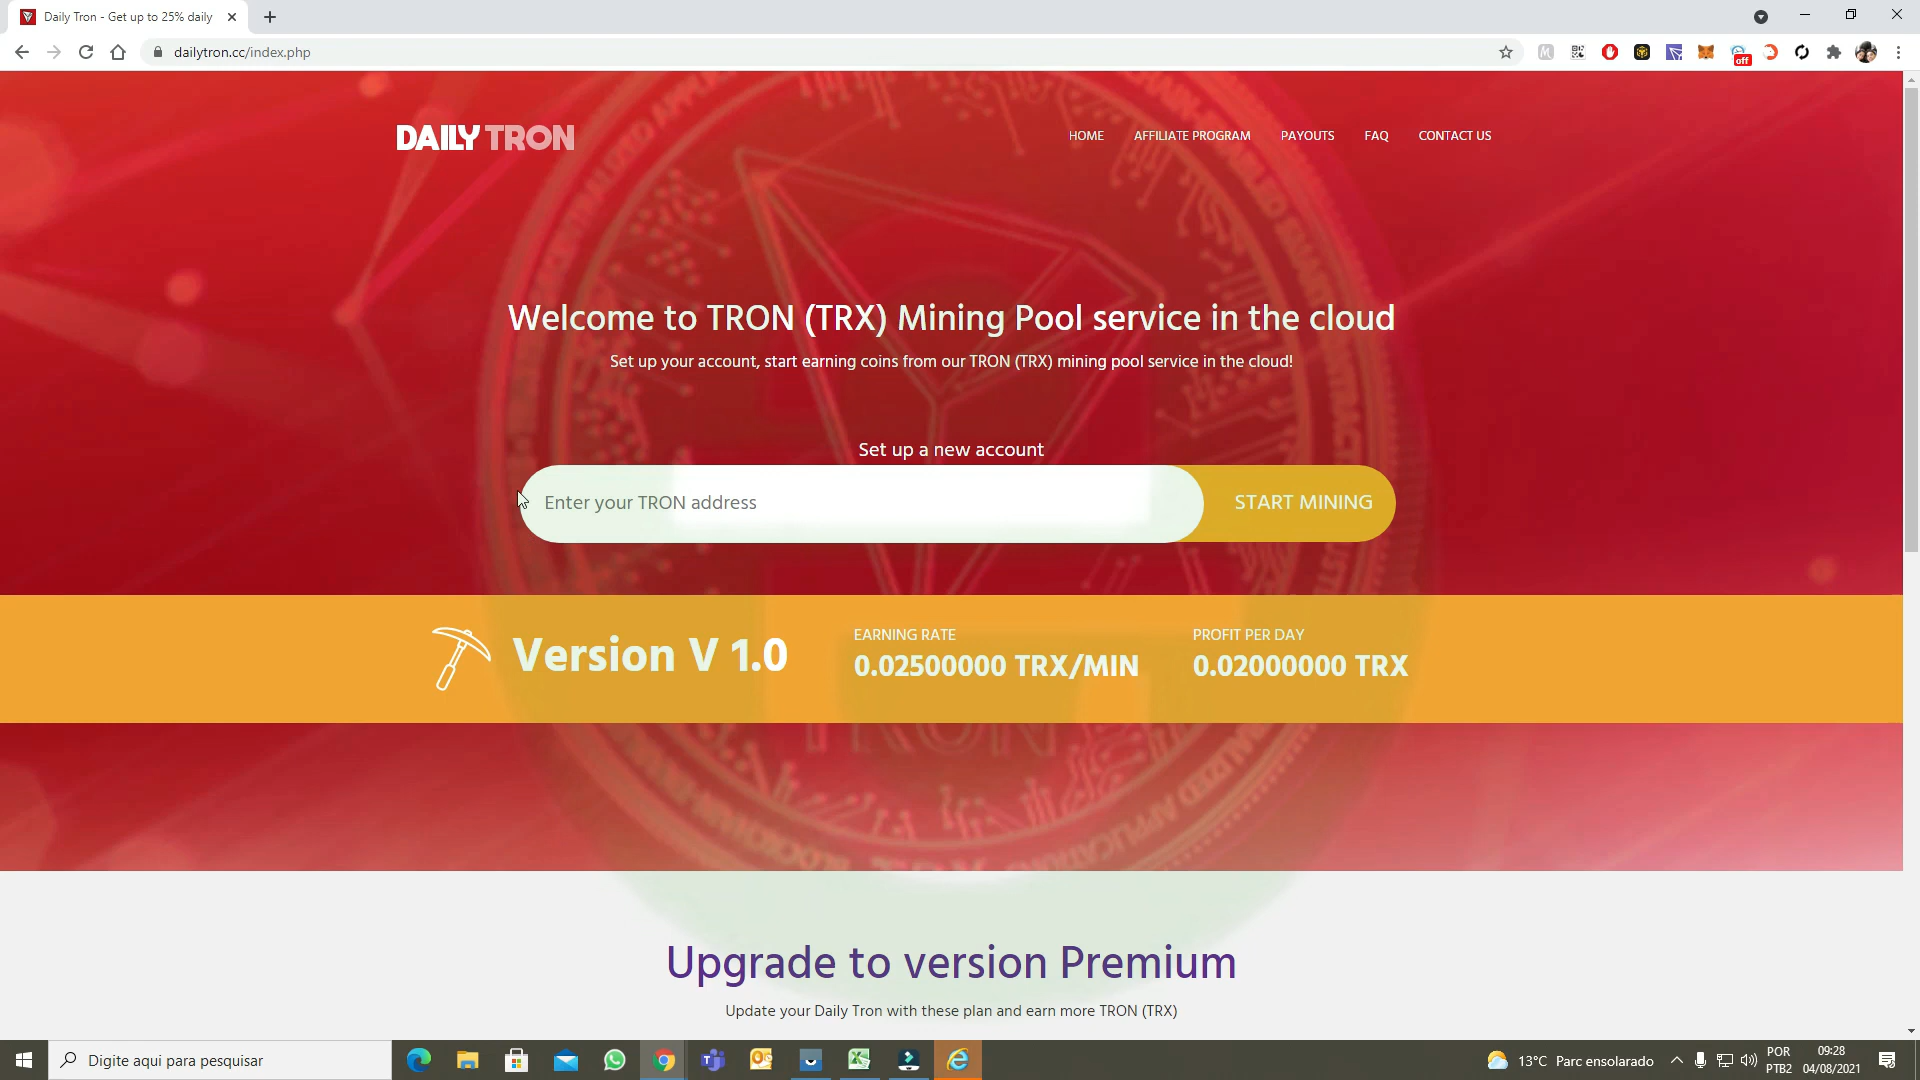 Daily Tron - Get up to 25% daily
dailytron.cc/index.php
off
DAILY TRON
HOME AFFILIATE PROGRAM PAYOUTS FAQ CONTACT US
Welcome to TRON (TRX) Mining Pool service in the cloud
Set up your account, start earning coins from our TRON (TRX) mining pool service in the cloud!
Set up a new account
Enter your TRON address
START MINING
Version V 1.0
EARNING RATE
0.02500000 TRX/MIN
PROFIT PER DAY
0.02000000 TRX
TRON
Upgrade to version Premium
Update your Daily Tron with these plan and earn more TRON (TRX)
Digite aqui para pesquisar
13°C Parc ensolarado
POR
PTB2
09:28
04/08/2021